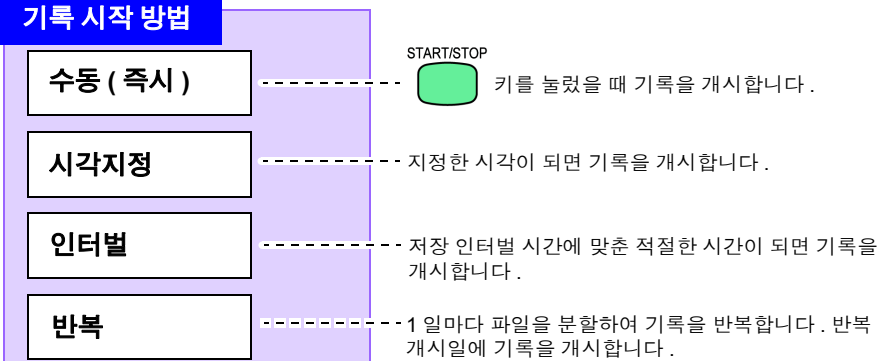 기록 시작 방법
수동 ( 즉시 )
START/STOP
키를 눌렀을 때 기록을 개시합니다 .
시각지정
지정한 시각이 되면 기록을 개시합니다 .
인터벌
저장 인터벌 시간에 맞춘 적절한 시간이 되면 기록을
개시합니다 .
반복
1 일마다 파일을 분할하여 기록을 반복합니다 . 반복
개시일에 기록을 개시합니다 .